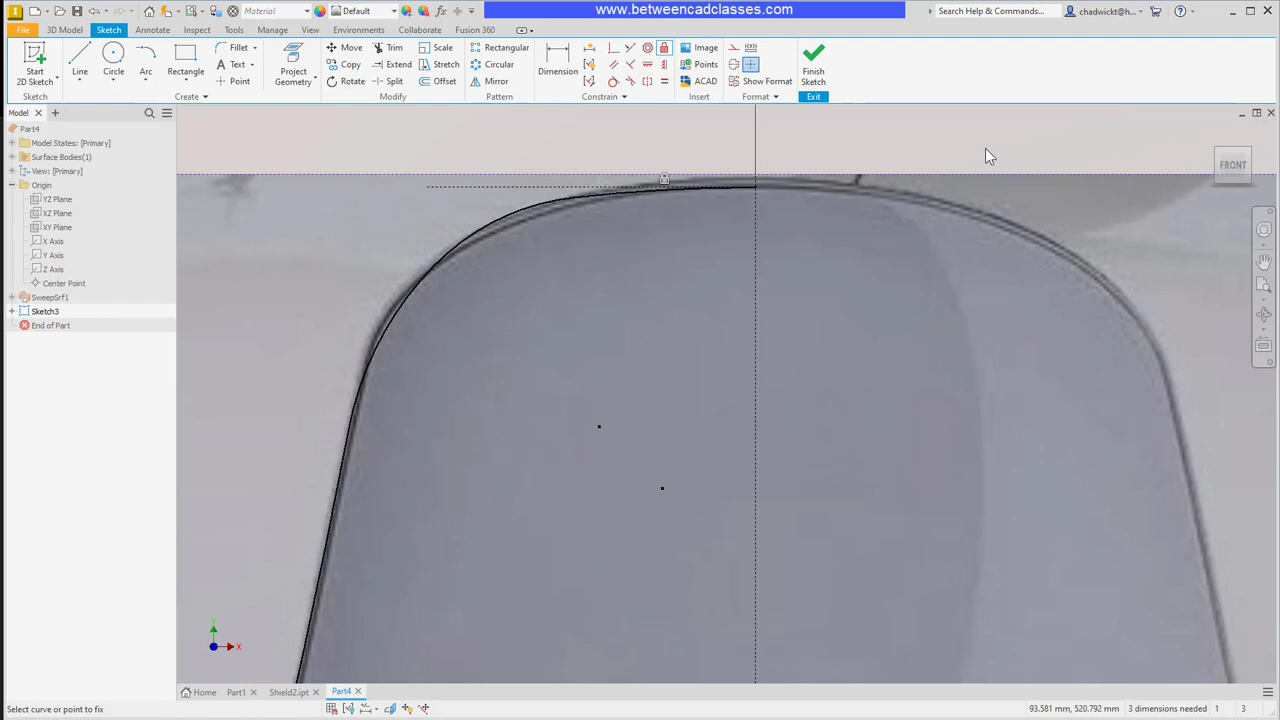 www.betweencadclasses.com
Material
Default
Search Help & Commands...
chadwickt@h...
File
3D Model
Sketch
Annotate
Inspect
Tools
Manage
View
Environments
Collaborate
Fusion 360
Start
2D Sketch
Line
Circle
Arc
Rectangle
Fillet
Text
Point
Project
Geometry
Move
Copy
Rotate
Trim
Extend
Split
Scale
Stretch
Offset
Rectangular
Circular
Mirror
Dimension
Image
Points
ACAD
Show Format
Finish
Sketch
Sketch
Create
Modify
Pattern
Constrain
Insert
Format
Exit
Model
Part4
Model States: [Primary]
Surface Bodies(1)
View: [Primary]
Origin
YZ Plane
XZ Plane
XY Plane
X Axis
Y Axis
Z Axis
Center Point
SweepSrf1
Sketch3
End of Part
FRONT
Y
X
Home
Part1
Shield2.ipt
Part4
Select curve or point to fix
93.581 mm, 520.792 mm
3 dimensions needed
1
3